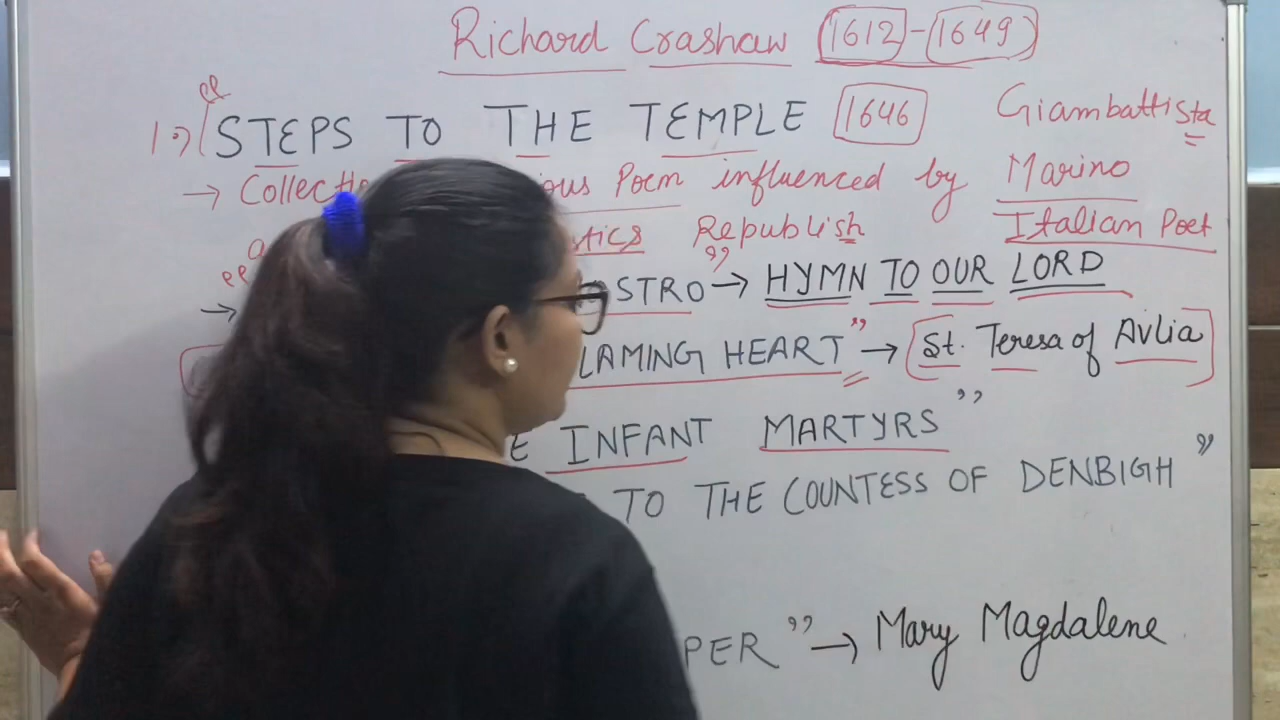 Richard Crashaw (1612 - 1649)
1:) "STEPS TO THE TEMPLE 1646 Giambattista
→ ious Poem influenced by Marino
Republish Italian Poet
→ STRO" → HYMN TO OUR LORD
LAMING HEART" → St. Teresa of Avlia
INFANT MARTYRS"
TO THE COUNTESS OF DENBIGH"
PER" → Mary Magdalene